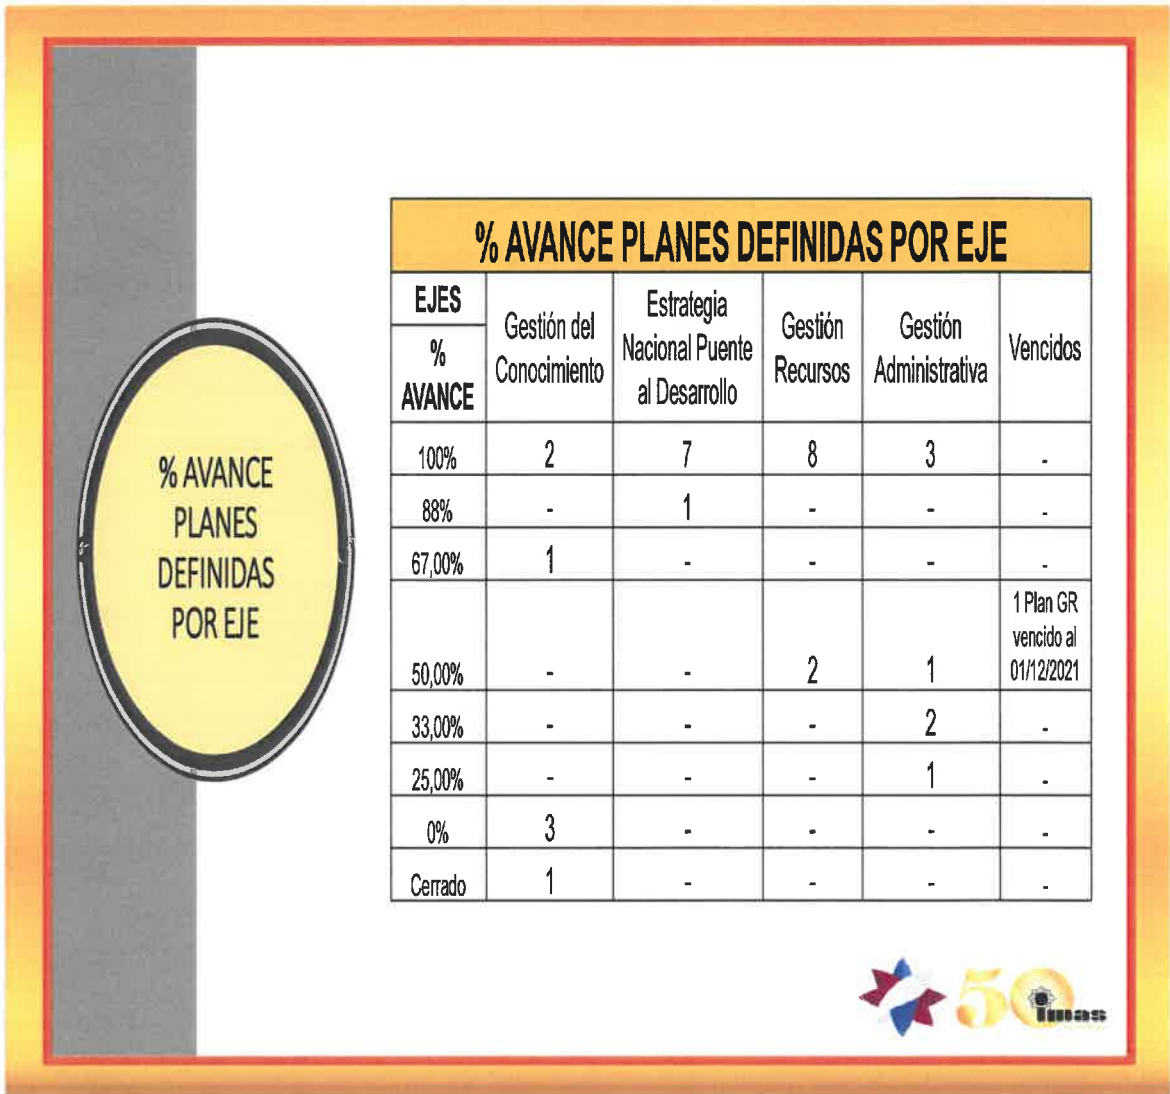 % AVANCE
PLANES
DEFINIDAS
POR EJE
% AVANCE PLANES DEFINIDAS POR EJE
EJES
%
AVANCE
Gestión del
Conocimiento
Estrategia
Nacional Puente
al Desarrollo
Gestión
Recursos
Gestión
Administrativa
Vencidos
100% 2 7 8 3 -
88% - 1 - - -
67,00% 1 - - - -
50,00% - - 2 1 1 Plan GR
vencido al
01/12/2021
33,00% - - - 2 -
25,00% - - - 1 -
0% 3 - - - -
Cerrado 1 - - - -
50
imas